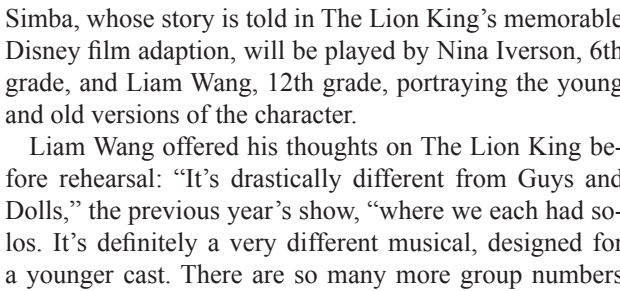 Simba, whose story is told in The Lion King’s memorable
Disney film adaption, will be played by Nina Iverson, 6th
grade, and Liam Wang, 12th grade, portraying the young
and old versions of the character.
Liam Wang offered his thoughts on The Lion King be-
fore rehearsal: “It’s drastically different from Guys and
Dolls,” the previous year’s show, “where we each had so-
los. It’s definitely a very different musical, designed for
a younger cast. There are so many more group numbers